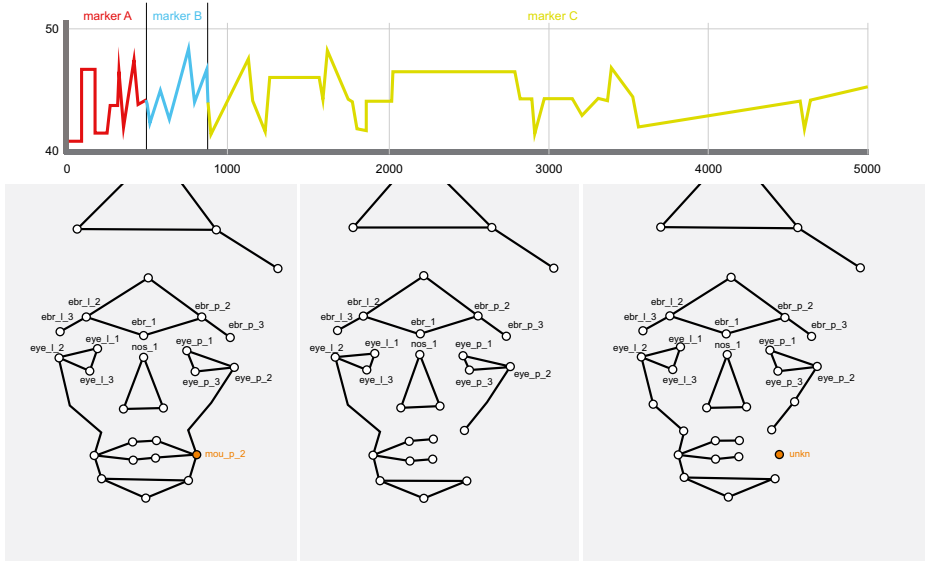 marker A marker B marker C
50
40
0 1000 2000 3000 4000 5000
ebr_l_2 ebr_p_2
ebr_l_3 ebr_1 ebr_p_3
eye_l_1 nos_1 eye_p_1
eye_l_2
eye_l_3 eye_p_3 eye_p_2
mou_p_2
ebr_l_2 ebr_p_2
ebr_l_3 ebr_1 ebr_p_3
eye_l_1 nos_1 eye_p_1
eye_l_2
eye_l_3 eye_p_3 eye_p_2
ebr_l_2 ebr_p_2
ebr_l_3 ebr_1 ebr_p_3
eye_l_1 nos_1 eye_p_1
eye_l_2
eye_l_3 eye_p_3 eye_p_2
unkn